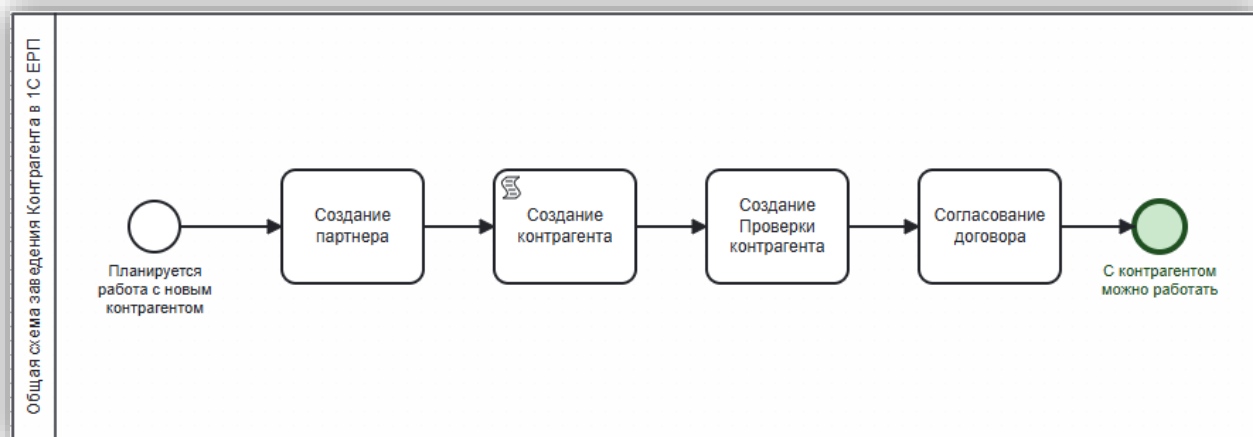 Общая схема заведения Контрагента в 1С ЕРП
Планируется
работа с новым
контрагентом
Создание
партнера
Создание
контрагента
Создание
Проверки
контрагента
Согласование
договора
С контрагентом
можно работать